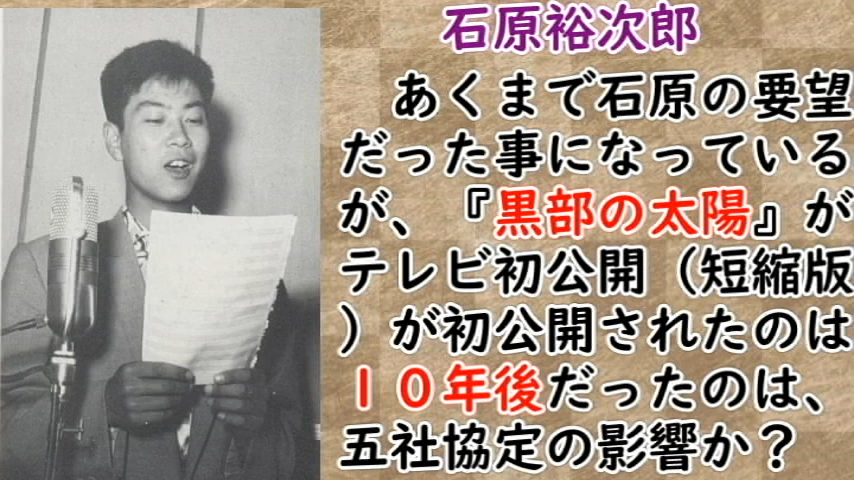 石原裕次郎
あくまで石原の要望
だった事になっている
が、『黒部の太陽』が
テレビ初公開（短縮版
）が初公開されたのは
１０年後だったのは、
五社協定の影響か？